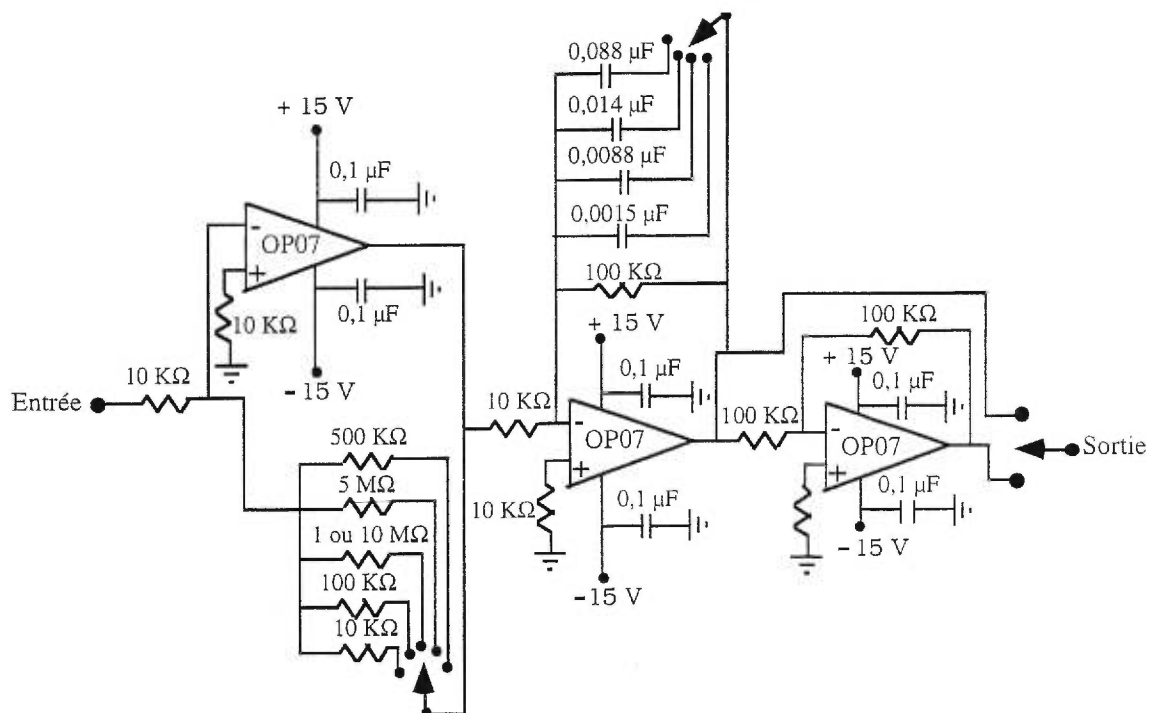 0,088 µF
0,014 µF
0,0088 µF
0,0015 µF
100 KΩ
+ 15 V
0,1 µF
-
OP07
+
10 KΩ
0,1 µF
- 15 V
Entrée
10 KΩ
500 KΩ
5 MΩ
1 ou 10 MΩ
100 KΩ
10 KΩ
+ 15 V
0,1 µF
10 KΩ
-
OP07
+
10 KΩ
0,1 µF
-15 V
100 KΩ
+ 15 V
0,1 µF
100 KΩ
-
OP07
+
0,1 µF
- 15 V
Sortie